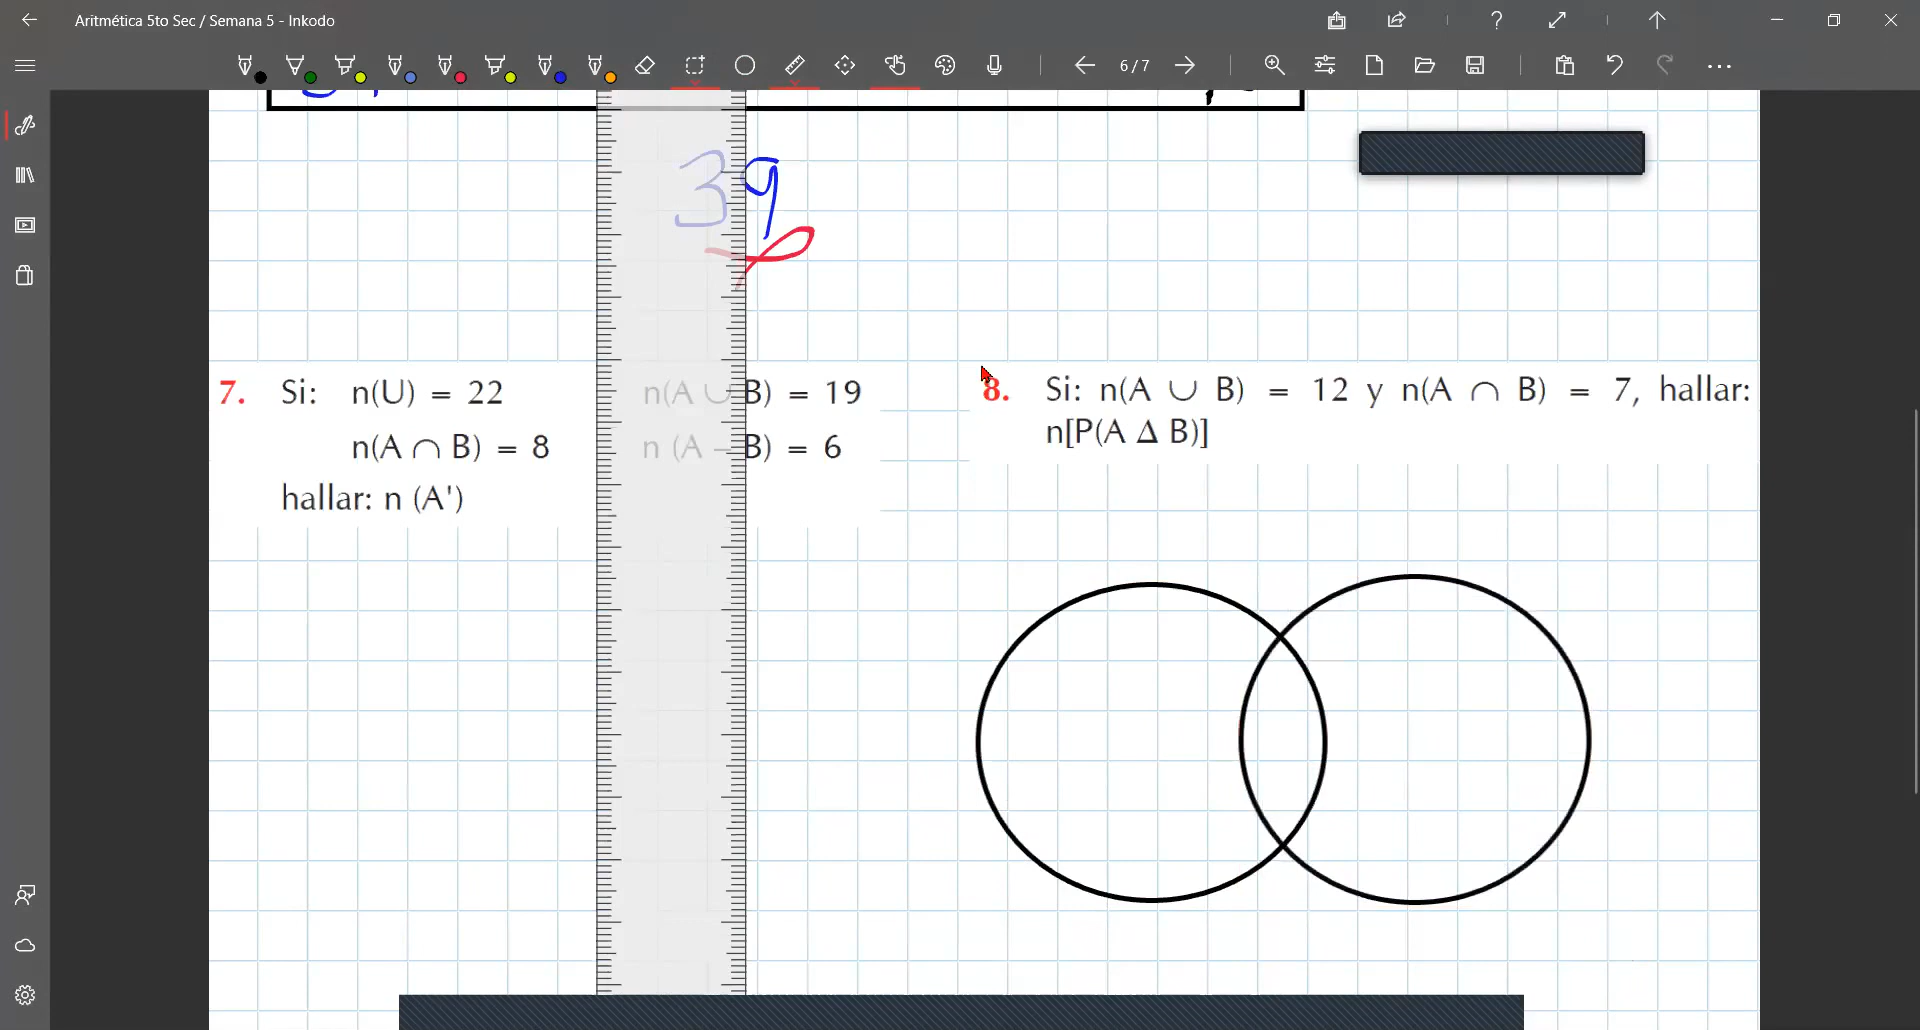 Aritmética 5to Sec / Semana 5 - Inkodo
6 / 7
39
7. Si: n(U) = 22 n(A ∪ B) = 19
n(A ∩ B) = 8 n (A – B) = 6
hallar: n (A')
8. Si: n(A ∪ B) = 12 y n(A ∩ B) = 7, hallar:
n[P(A Δ B)]